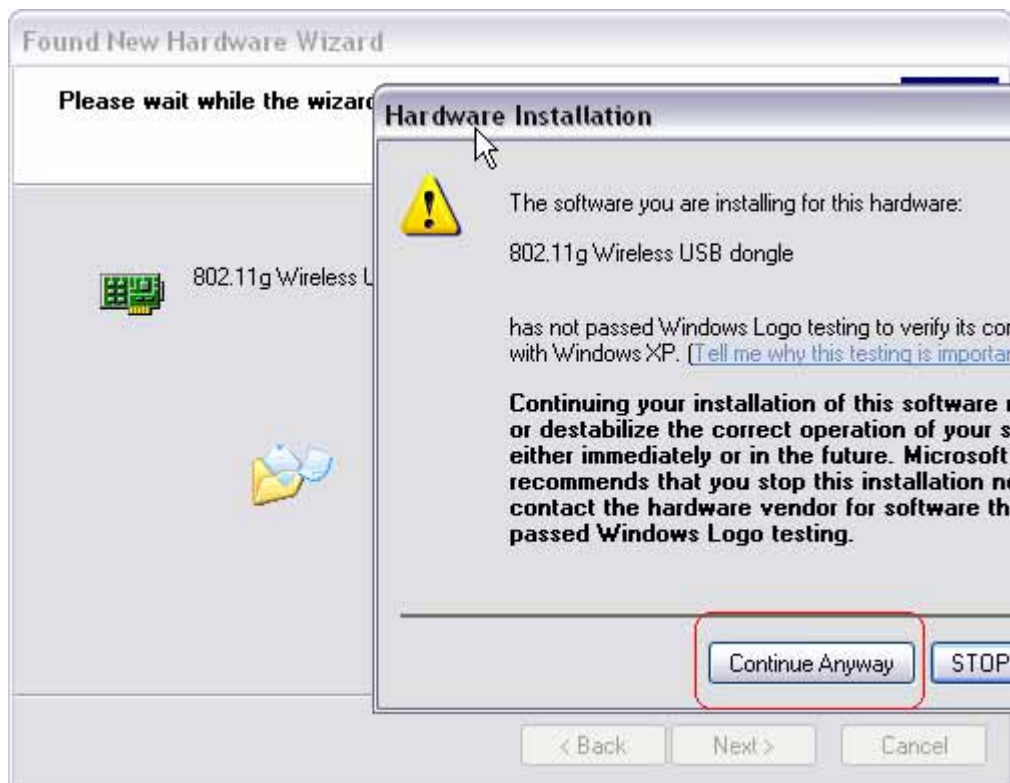 Found New Hardware Wizard
Please wait while the wizard
Hardware Installation
The software you are installing for this hardware:
802.11g Wireless USB dongle
802.11g Wireless
has not passed Windows Logo testing to verify its
with Windows XP. (Tell me why this testing is
Continuing your installation of this software
or destabilize the correct operation of your
either immediately or in the future. Microsoft
recommends that you stop this installation
contact the hardware vendor for software
passed Windows Logo testing.
Continue Anyway
STOP
< Back
Next >
Cancel